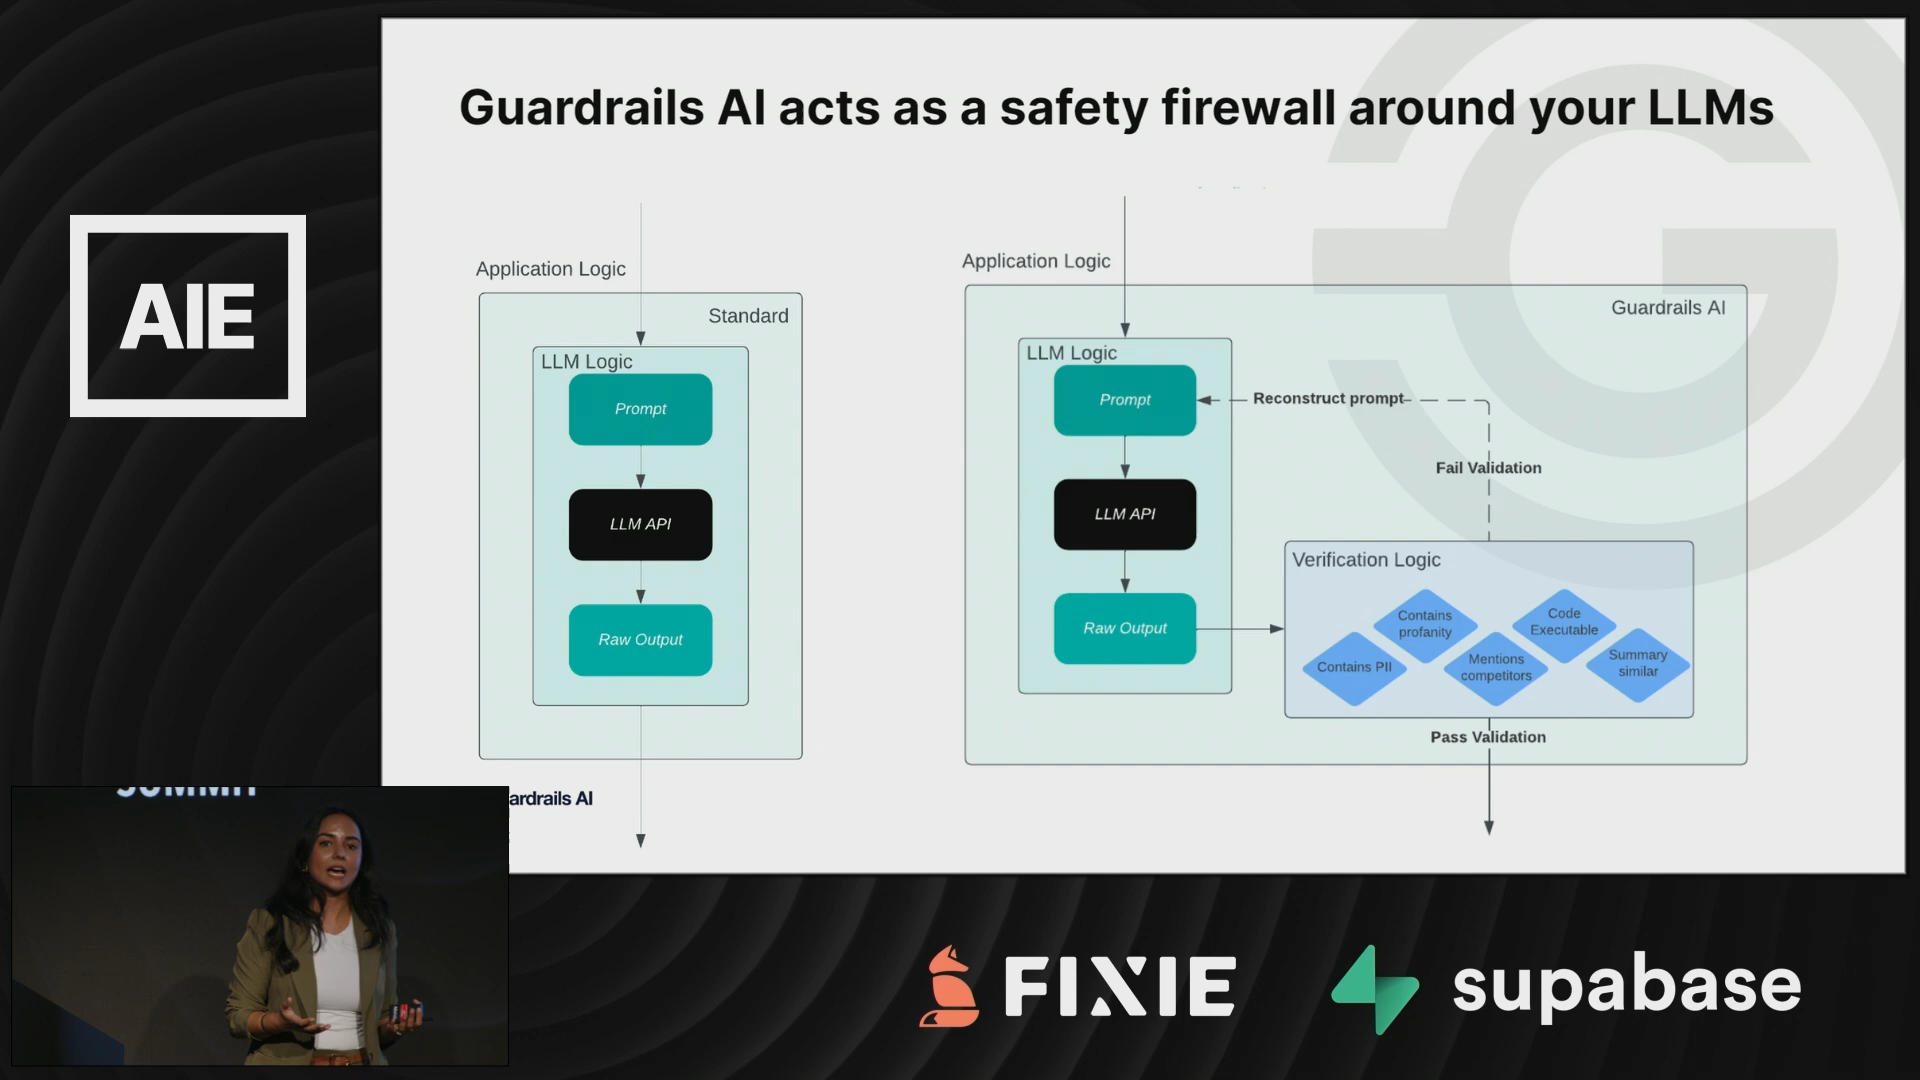 Guardrails AI acts as a safety firewall around your LLMs
AIE
Application Logic
Standard
LLM Logic
Prompt
LLM API
Raw Output
Application Logic
Guardrails AI
LLM Logic
Prompt
LLM API
Raw Output
Reconstruct prompt
Fail Validation
Verification Logic
Contains PII
Contains
profanity
Mentions
competitors
Code
Executable
Summary
similar
Pass Validation
ardrails AI
SUMMIT
FIXIE
supabase